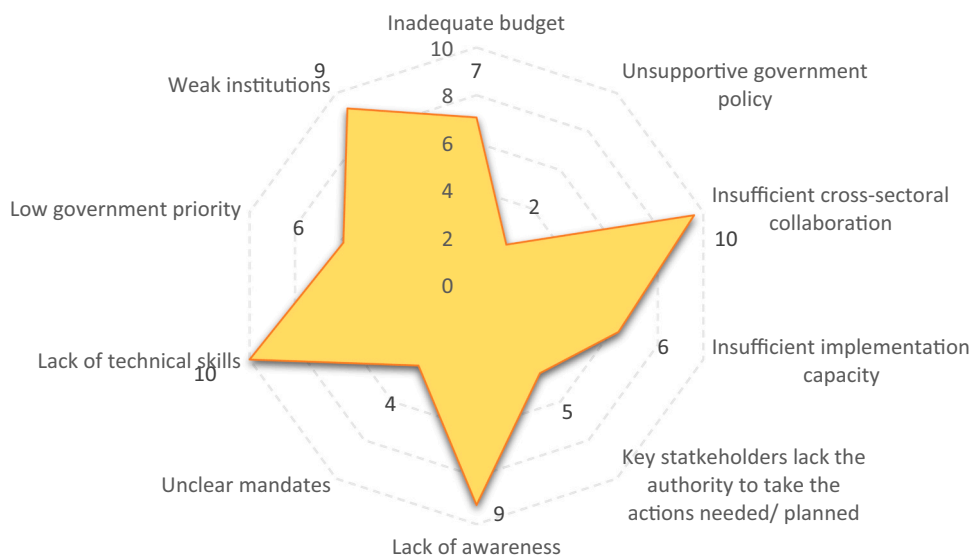 Inadequate budget
10
7
9
Weak institutions
Unsupportive government
policy
8
6
4
2
Low government priority
6
Insufficient cross-sectoral
collaboration
10
2
0
Lack of technical skills
10
6
Insufficient implementation
capacity
4
5
Unclear mandates
Key statkeholders lack the
authority to take the
actions needed/ planned
9
Lack of awareness